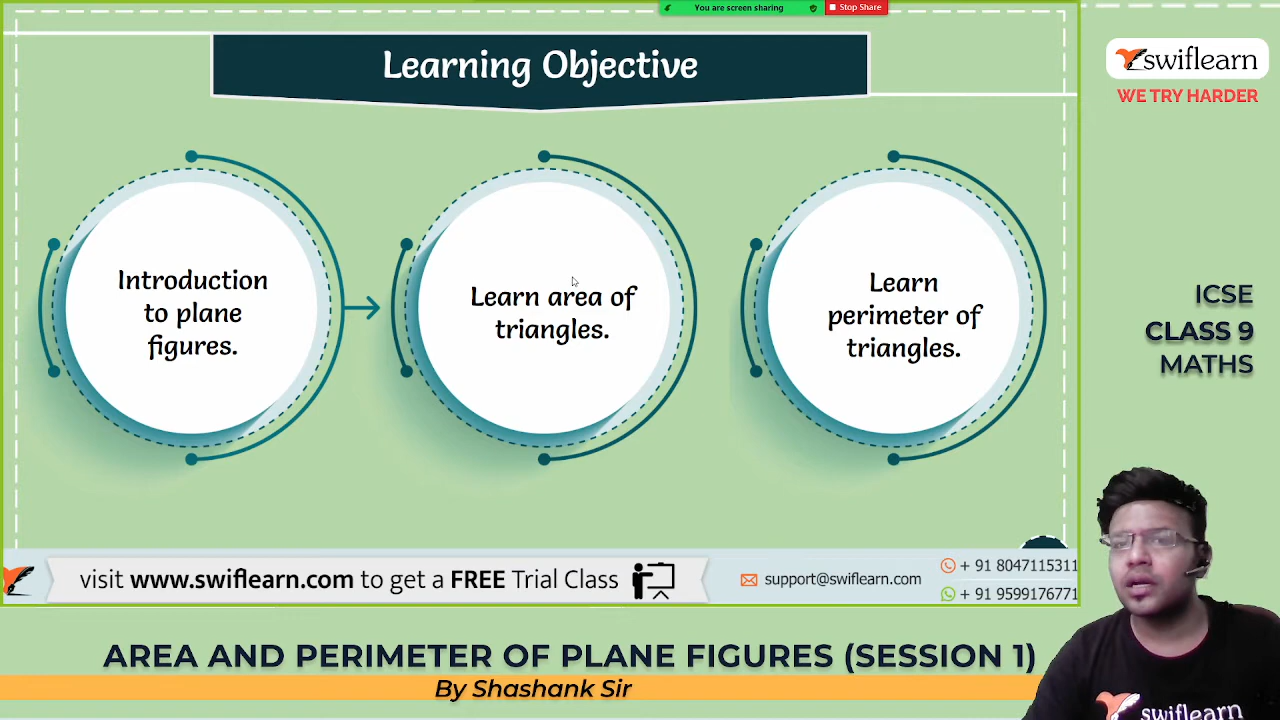 You are screen sharing
Stop Share
Learning Objective
swiflearn
WE TRY HARDER
Introduction
to plane
figures.
Learn area of
triangles.
Learn
perimeter of
triangles.
ICSE
CLASS 9
MATHS
visit www.swiflearn.com to get a FREE Trial Class
support@swiflearn.com
+ 91 8047115311
+ 91 9599176771
AREA AND PERIMETER OF PLANE FIGURES (SESSION 1)
By Shashank Sir
swiflearn